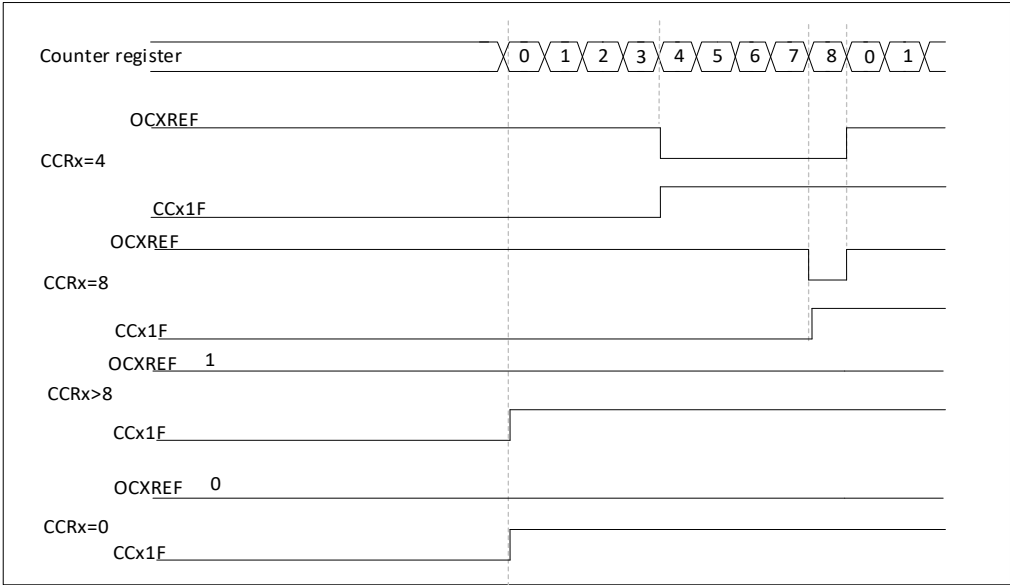 Counter register 0 1 2 3 4 5 6 7 8 0 1
OCXREF
CCRx=4
CCx1F
OCXREF
CCRx=8
CCx1F
OCXREF 1
CCRx>8
CCx1F
OCXREF 0
CCRx=0
CCx1F